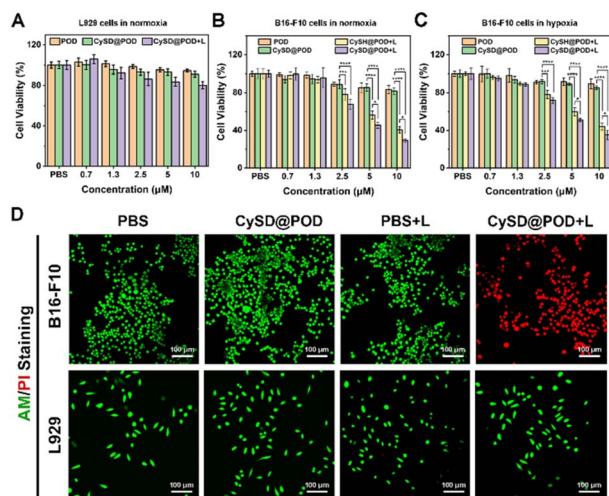 A
L929 cells in normoxia
POD
CySD@POD
CySD@POD+L
Cell Viability (%)
120
80
40
0
PBS 0.7 1.3 2.5 5 10
Concentration (μM)
B
B16-F10 cells in normoxia
POD
CySH@POD+L
CySD@POD
CySD@POD+L
Cell Viability (%)
120
80
40
0
PBS 0.7 1.3 2.5 5 10
Concentration (μM)
C
B16-F10 cells in hypoxia
POD
CySH@POD+L
CySD@POD
CySD@POD+L
Cell Viability (%)
120
80
40
0
PBS 0.7 1.3 2.5 5 10
Concentration (μM)
D
PBS CySD@POD PBS+L CySD@POD+L
AM/PI Staining
B16-F10
100 μm 100 μm 100 μm 100 μm
L929
100 μm 100 μm 100 μm 100 μm